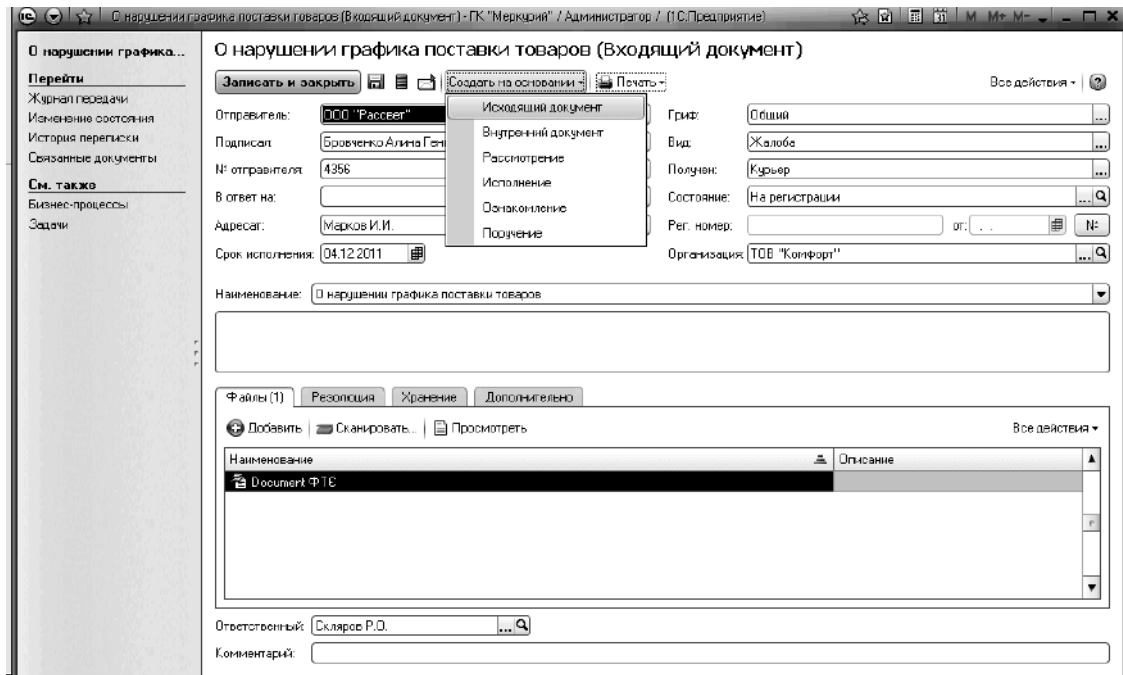 О нарушении графика поставки товаров (Входящий документ) - ГК "Меркурий" / Администратор / (1С:Предприятие)
M M+ M-
О нарушении графика...
Перейти
Журнал передачи
Изменение состояния
История переписки
Связанные документы
См. также
Бизнес-процессы
Задачи
О нарушении графика поставки товаров (Входящий документ)
Записать и закрыть
Создать на основании
Печать
Все действия
Исходящий документ
Внутренний документ
Рассмотрение
Исполнение
Ознакомление
Поручение
Отправитель: ООО "Рассвет"
Гриф: Общий ...
Подписал: Бровченко Алина Ген
Вид: Жалоба ...
№ отправителя: 4356
Получен: Курьер ...
В ответ на:
Состояние: На регистрации ...
Адресат: Марков И.И.
Рег. номер: от: . . №
Срок исполнения: 04.12.2011
Организация: ТОВ "Комфорт" ...
Наименование: О нарушении графика поставки товаров
Файлы (1) Резолюция Хранение Дополнительно
Добавить Сканировать... Просмотреть Все действия
Наименование Описание
Document ФТЄ
Ответственный: Скляров Р.О. ...
Комментарий: